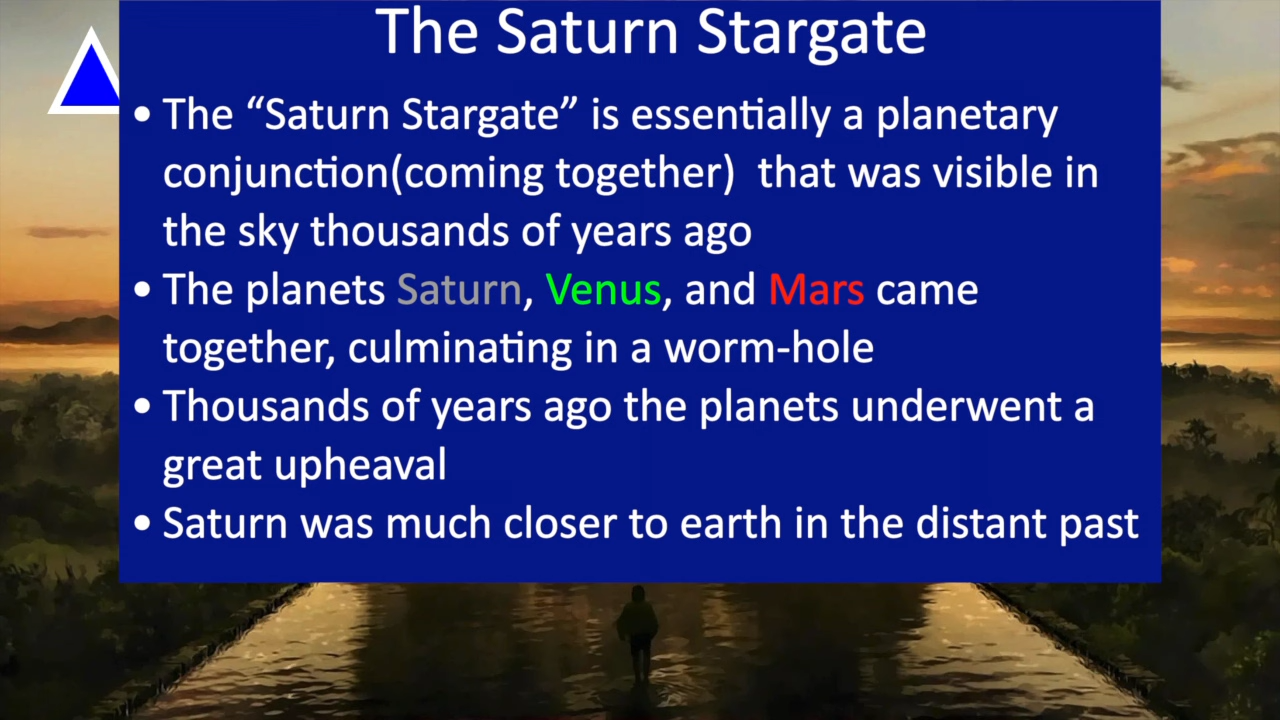 The Saturn Stargate
• The “Saturn Stargate” is essentially a planetary
conjunction(coming together)  that was visible in
the sky thousands of years ago
• The planets Saturn, Venus, and Mars came
together, culminating in a worm-hole
• Thousands of years ago the planets underwent a
great upheaval
• Saturn was much closer to earth in the distant past